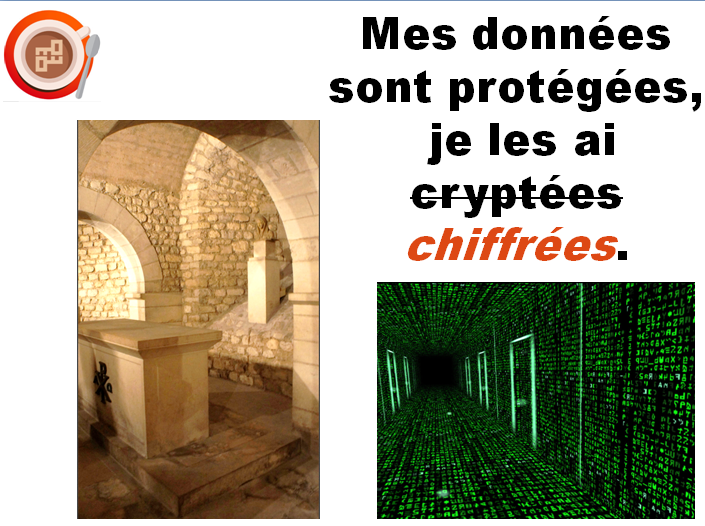 Mes données
sont protégées,
je les ai
cryptées
chiffrées.